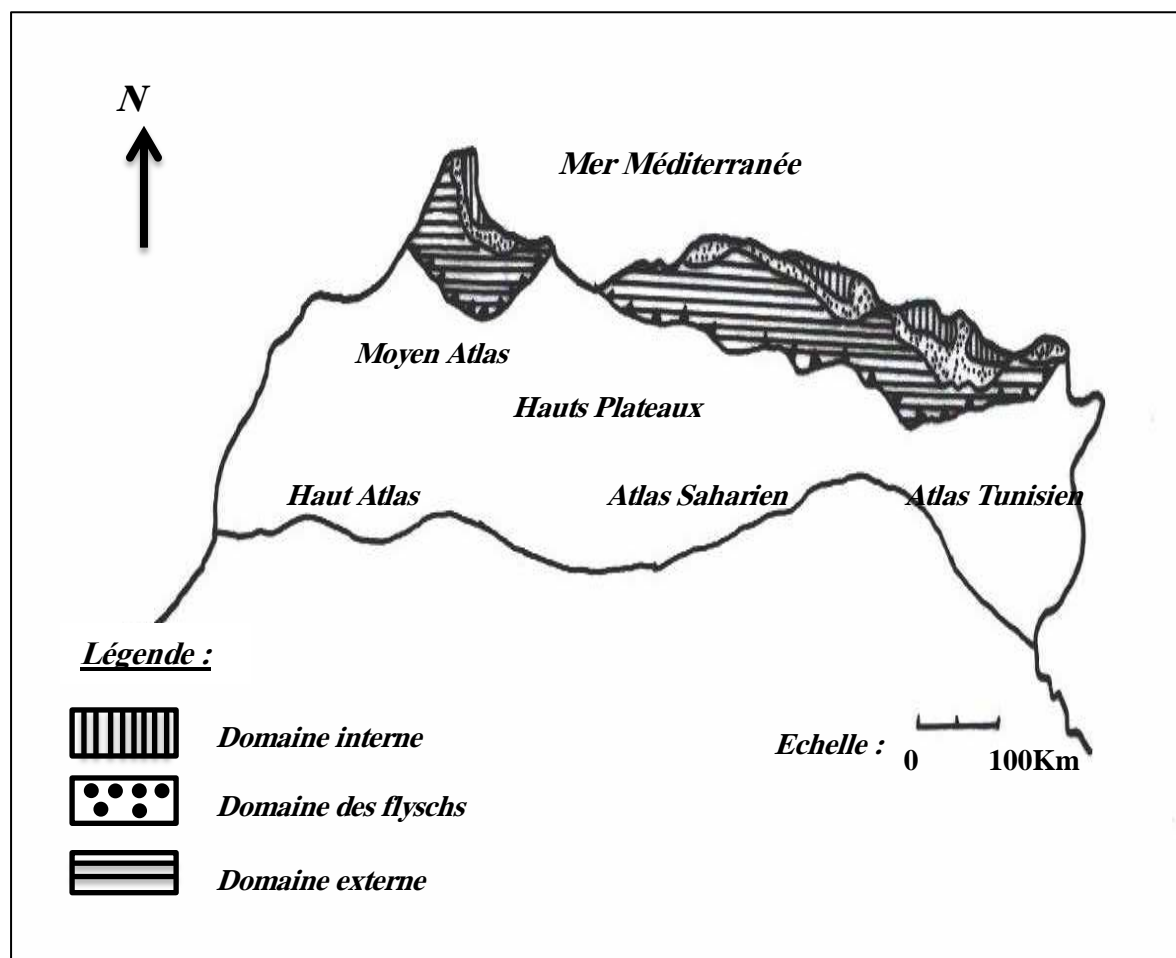 N
Mer Méditerranée
Moyen Atlas
Hauts Plateaux
Haut Atlas
Atlas Saharien
Atlas Tunisien
Légende :
Domaine interne
Echelle :
0 100Km
Domaine des flyschs
Domaine externe